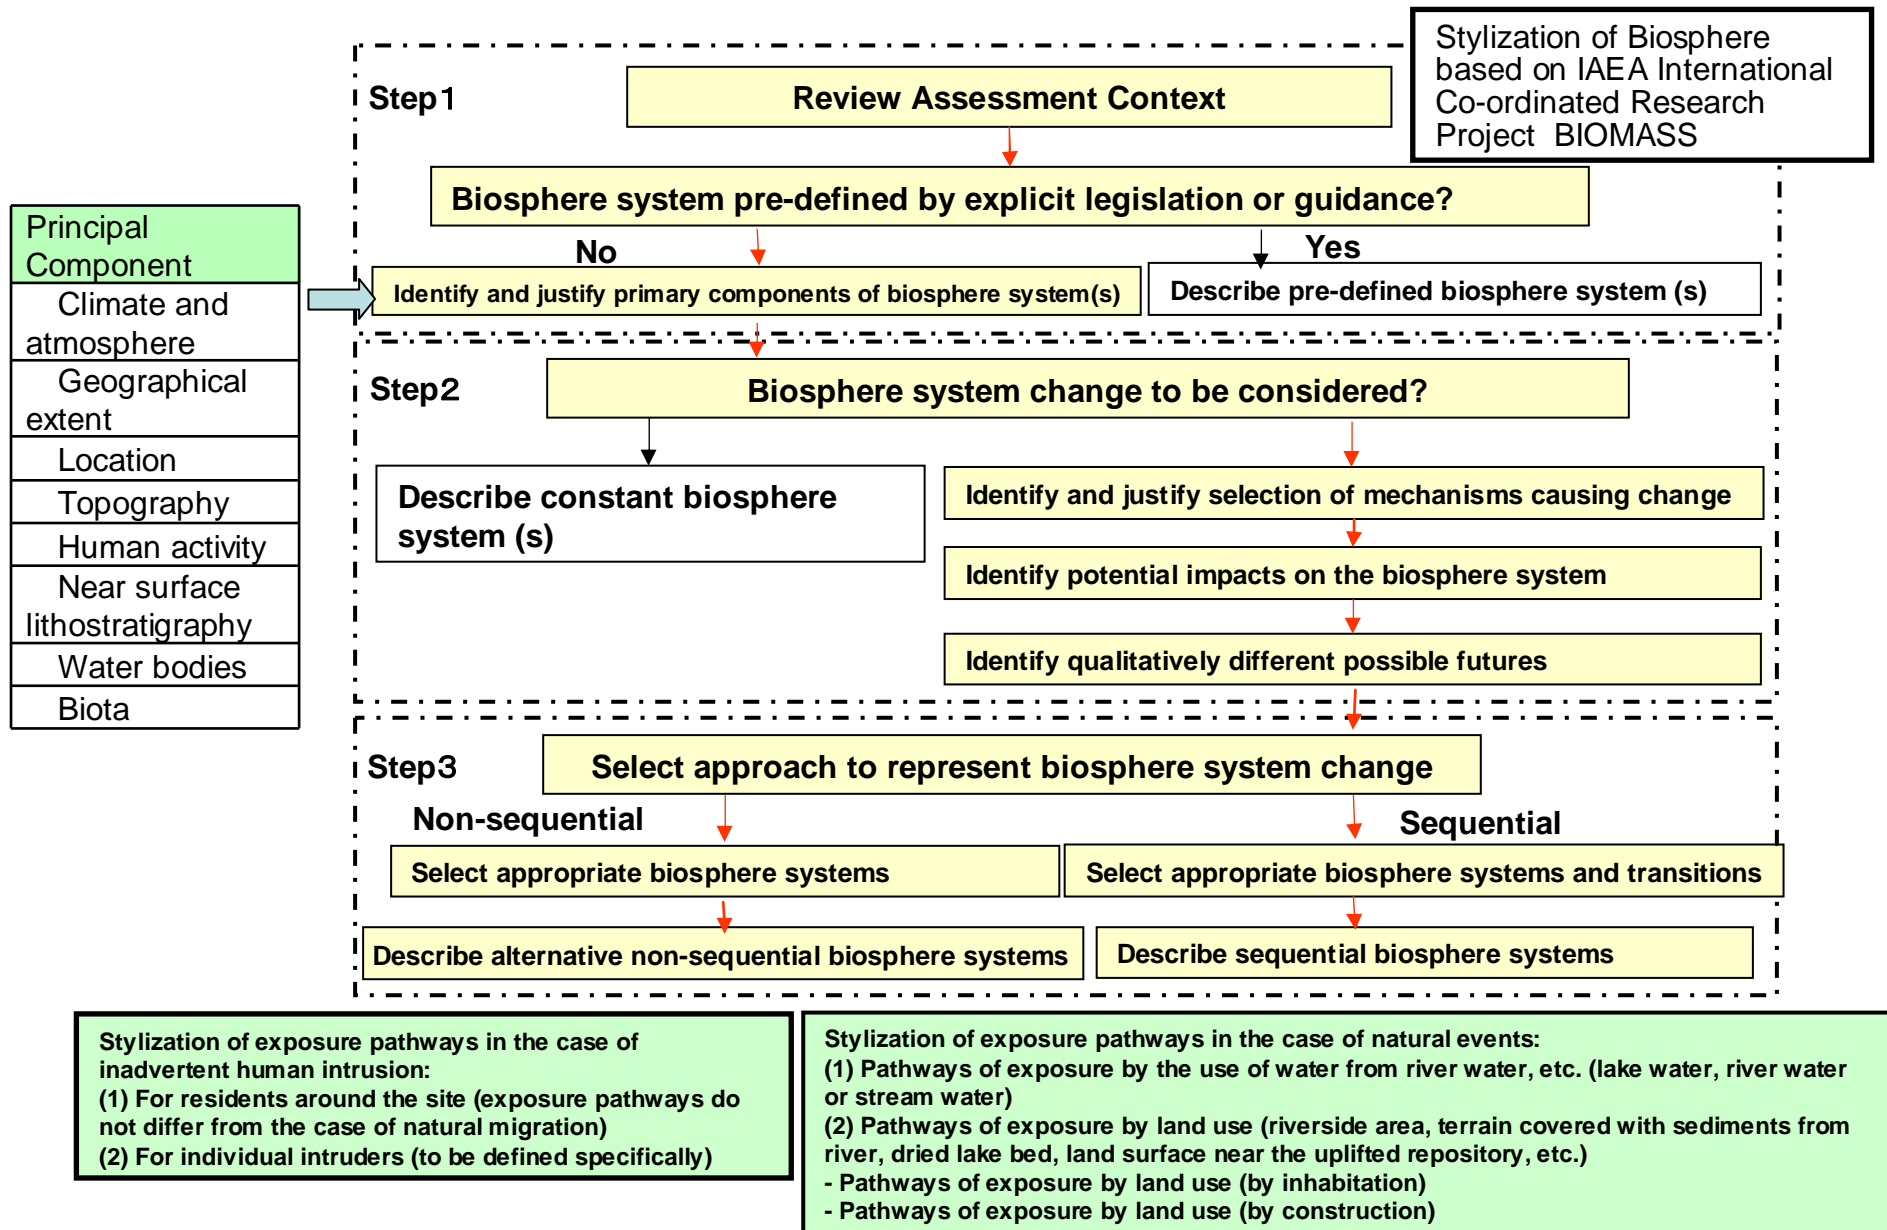 Stylization of Biosphere
based on IAEA International
Co-ordinated Research
Project BIOMASS
Step1
Review Assessment Context
Biosphere system pre-defined by explicit legislation or guidance?
No
Yes
Identify and justify primary components of biosphere system(s)
Describe pre-defined biosphere system (s)
Principal
Component
Climate and
atmosphere
Geographical
extent
Location
Topography
Human activity
Near surface
lithostratigraphy
Water bodies
Biota
Step2
Biosphere system change to be considered?
Describe constant biosphere
system (s)
Identify and justify selection of mechanisms causing change
Identify potential impacts on the biosphere system
Identify qualitatively different possible futures
Step3
Select approach to represent biosphere system change
Non-sequential
Sequential
Select appropriate biosphere systems
Select appropriate biosphere systems and transitions
Describe alternative non-sequential biosphere systems
Describe sequential biosphere systems
Stylization of exposure pathways in the case of
inadvertent human intrusion:
(1) For residents around the site (exposure pathways do
not differ from the case of natural migration)
(2) For individual intruders (to be defined specifically)
Stylization of exposure pathways in the case of natural events:
(1) Pathways of exposure by the use of water from river water, etc. (lake water, river water
or stream water)
(2) Pathways of exposure by land use (riverside area, terrain covered with sediments from
river, dried lake bed, land surface near the uplifted repository, etc.)
- Pathways of exposure by land use (by inhabitation)
- Pathways of exposure by land use (by construction)